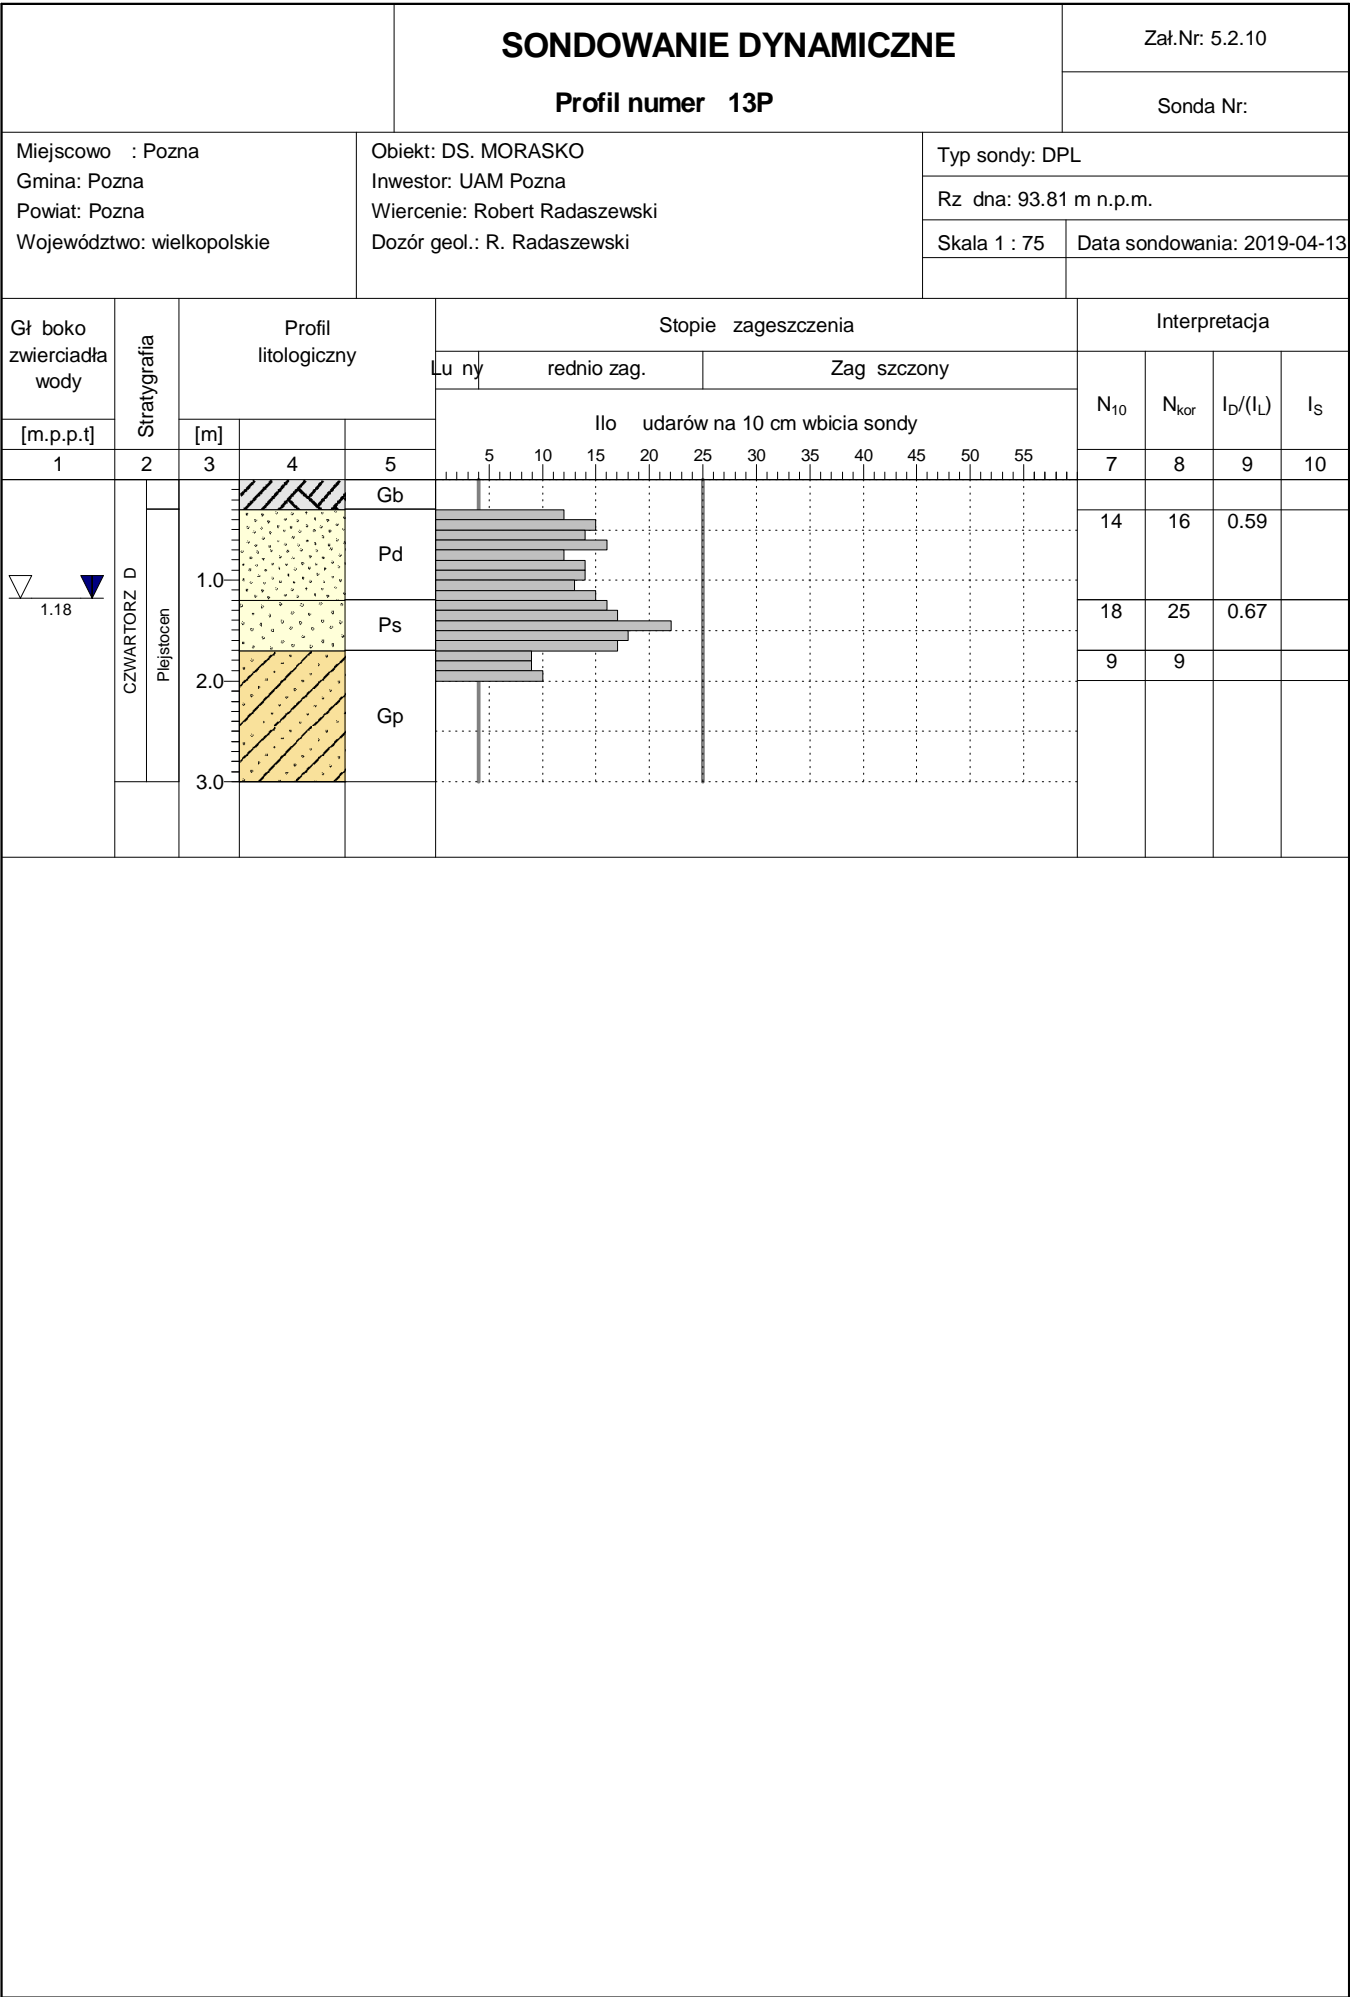 SONDOWANIE DYNAMICZNE
Profil numer 13P
Zał.Nr: 5.2.10
Sonda Nr:
Miejscowo : Pozna
Gmina: Pozna
Powiat: Pozna
Województwo: wielkopolskie
Obiekt: DS. MORASKO
Inwestor: UAM Pozna
Wiercenie: Robert Radaszewski
Dozór geol.: R. Radaszewski
Typ sondy: DPL
Rz dna: 93.81 m n.p.m.
Skala 1 : 75
Data sondowania: 2019-04-13
Gł boko
zwierciadła
wody
[m.p.p.t]
Stratygrafia
Profil
litologiczny
[m]
Stopie zageszczenia
Lu ny
rednio zag.
Zag szczony
Ilo udarów na 10 cm wbicia sondy
5 10 15 20 25 30 35 40 45 50 55
Interpretacja
N10
Nkor
ID/(IL)
IS
1 2 3 4 5 7 8 9 10
1.18
CZWARTORZ D
Plejstocen
1.0
2.0
3.0
Gb
Pd
Ps
Gp
14 16 0.59
18 25 0.67
9 9